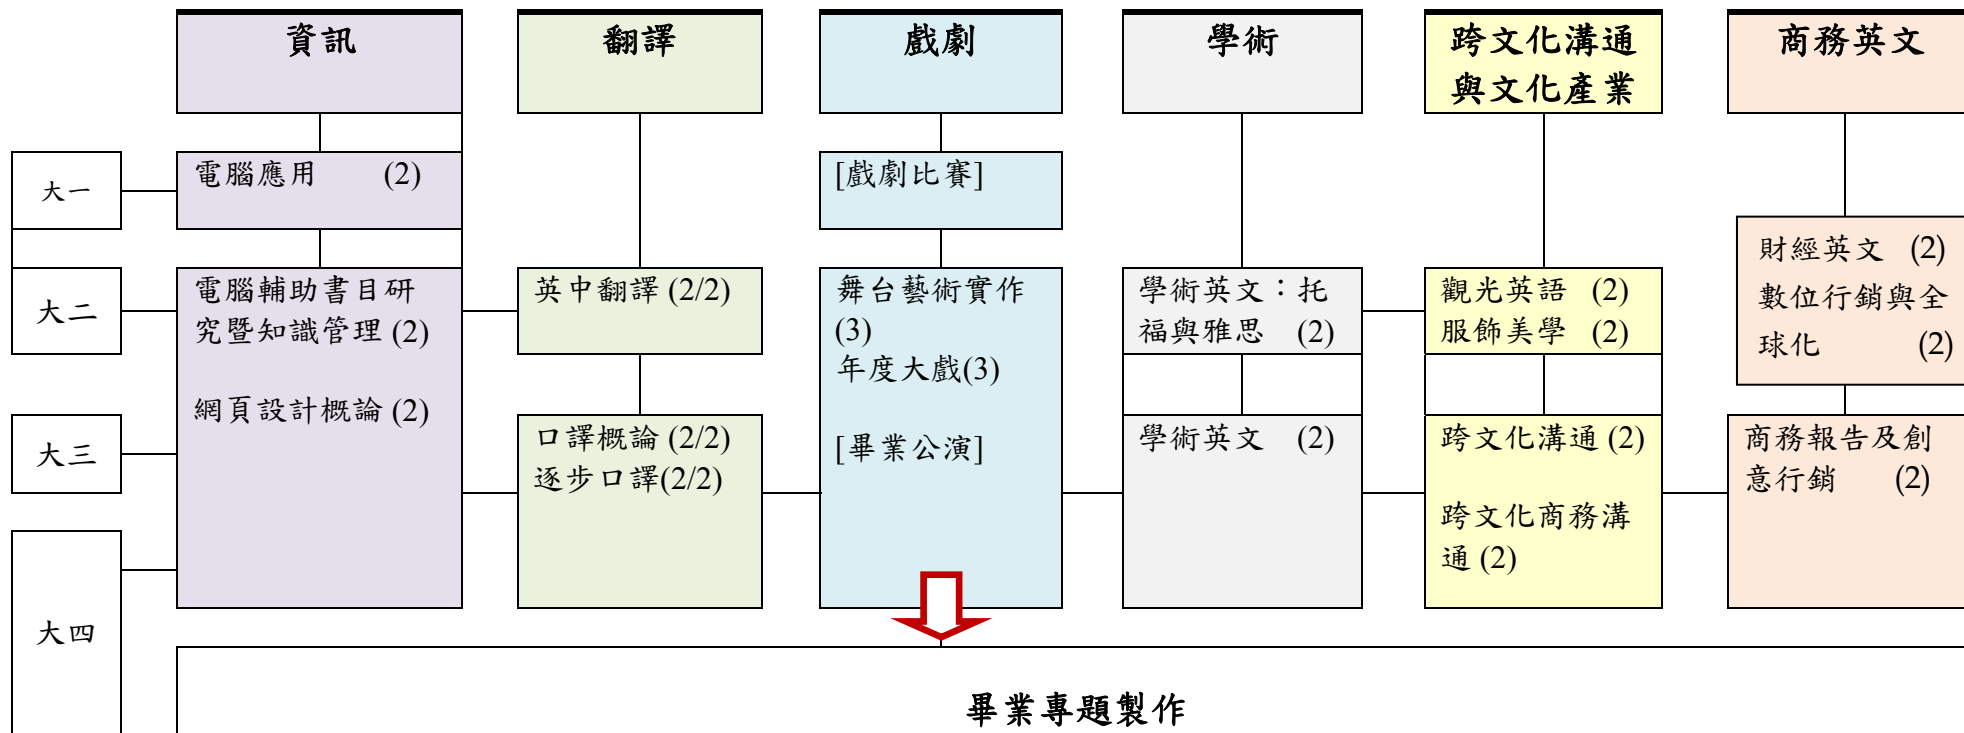 資訊
翻譯
戲劇
學術
跨文化溝通
與文化產業
商務英文
大一
電腦應用 (2)
[戲劇比賽]
大二
電腦輔助書目研
究暨知識管理 (2)
網頁設計概論 (2)
英中翻譯 (2/2)
舞台藝術實作
(3)
年度大戲(3)
[畢業公演]
學術英文：托
福與雅思 (2)
觀光英語 (2)
服飾美學 (2)
財經英文 (2)
數位行銷與全
球化 (2)
大三
口譯概論 (2/2)
逐步口譯(2/2)
學術英文 (2)
跨文化溝通 (2)
跨文化商務溝
通 (2)
商務報告及創
意行銷 (2)
大四
畢業專題製作